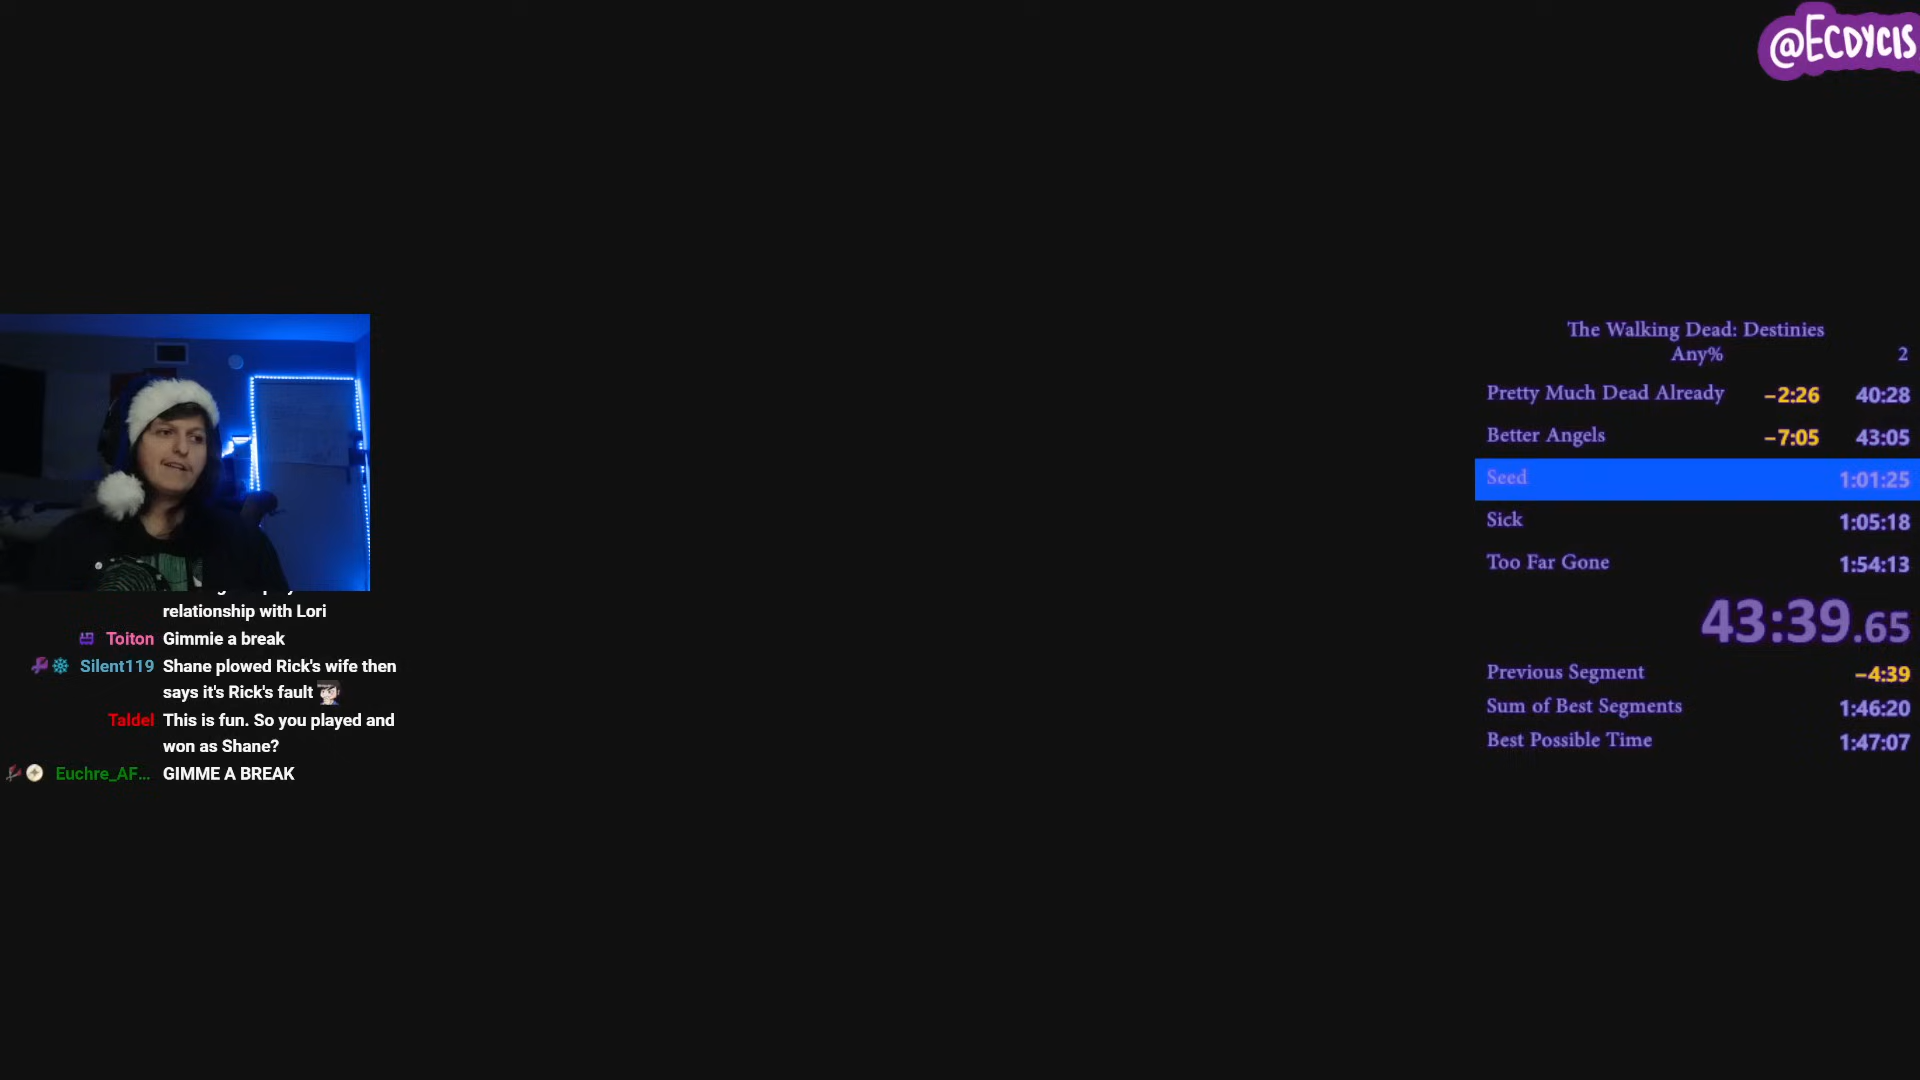 @ECDYCIS
The Walking Dead: Destinies
Any% 2
Pretty Much Dead Already -2:26 40:28
Better Angels -7:05 43:05
Seed 1:01:25
Sick 1:05:18
Too Far Gone 1:54:13
43:39.65
Previous Segment -4:39
Sum of Best Segments 1:46:20
Best Possible Time 1:47:07
relationship with Lori
Toiton Gimmie a break
Silent119 Shane plowed Rick's wife then
says it's Rick's fault
Taldel This is fun. So you played and
won as Shane?
Euchre_AF... GIMME A BREAK